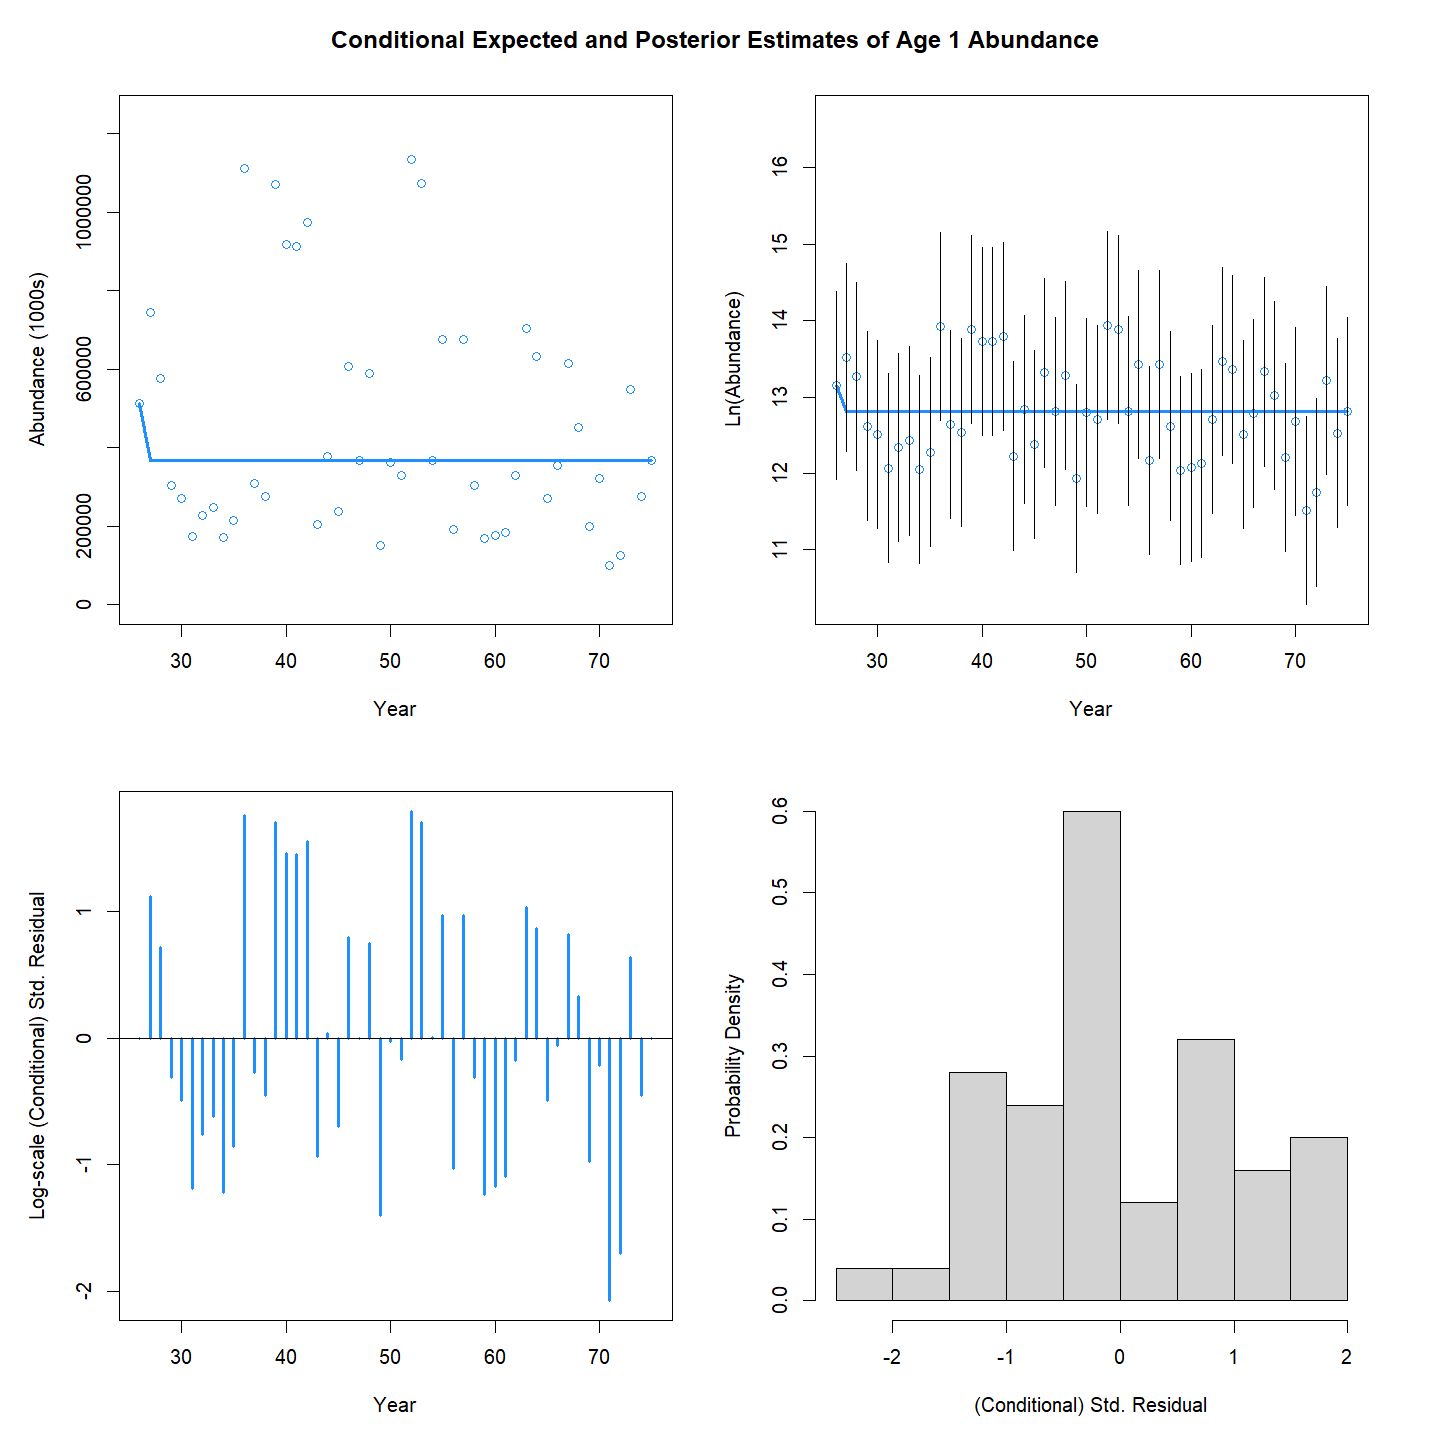 Conditional Expected and Posterior Estimates of Age 1 Abundance
Abundance (1000s)
0
200000
600000
1000000
30 40 50 60 70
Year
Ln(Abundance)
11
12
13
14
15
16
30 40 50 60 70
Year
Log-scale (Conditional) Std. Residual
-2
-1
0
1
30 40 50 60 70
Year
Probability Density
0.0
0.1
0.2
0.3
0.4
0.5
0.6
-2 -1 0 1 2
(Conditional) Std. Residual